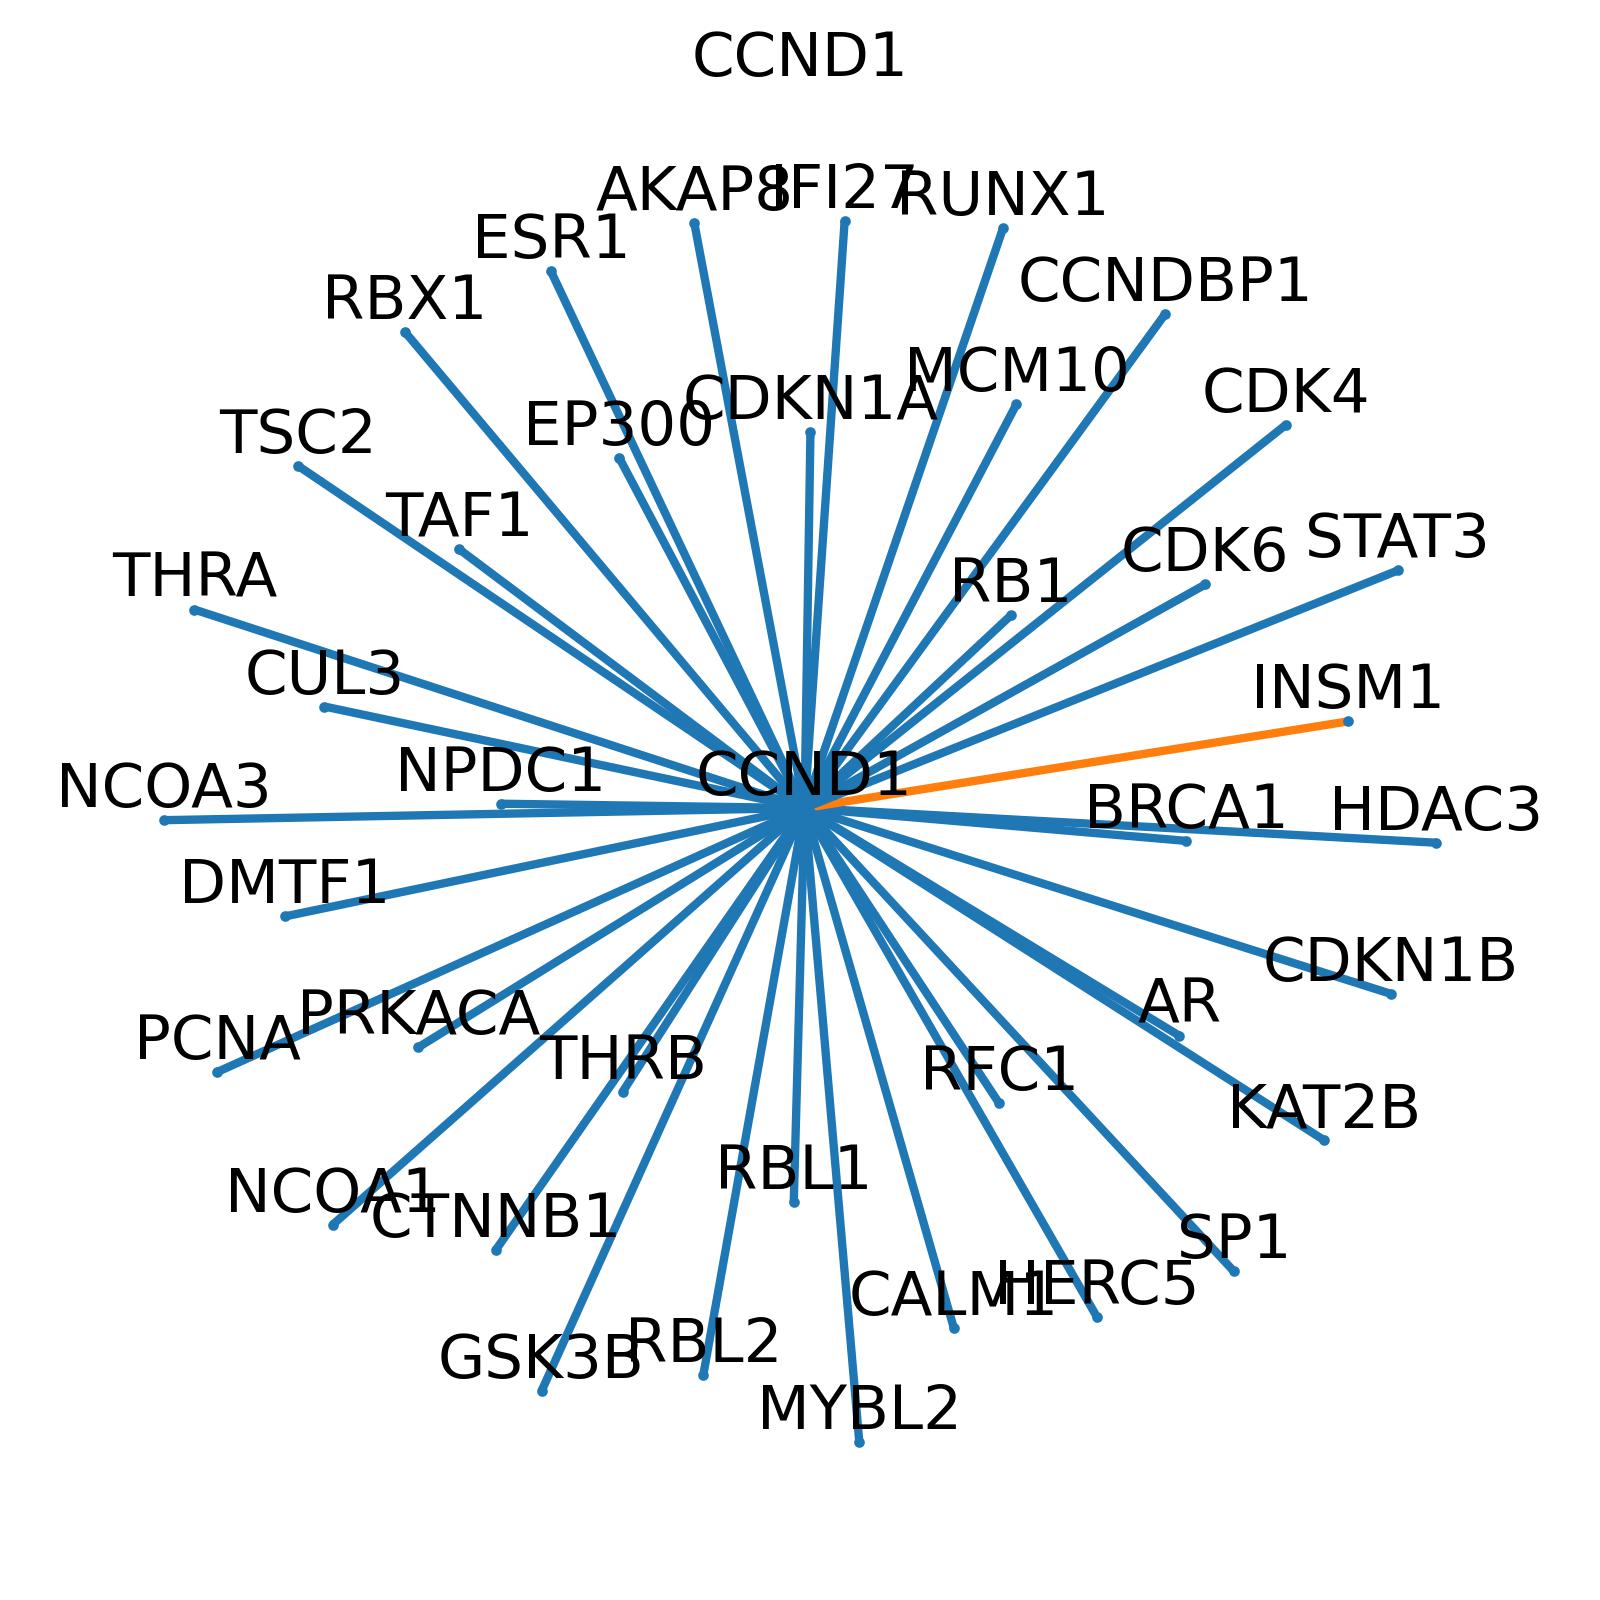 CCND1
AKAP8
IFI27
RUNX1
ESR1
CCNDBP1
RBX1
MCM10
CDK4
CDKN1A
EP300
TSC2
TAF1
STAT3
CDK6
RB1
THRA
CUL3
INSM1
NPDC1
CCND1
NCOA3
BRCA1
HDAC3
DMTF1
CDKN1B
AR
PRKACA
PCNA
THRB
RFC1
KAT2B
RBL1
NCOA1
CTNNB1
SP1
HERC5
CALM1
RBL2
GSK3B
MYBL2